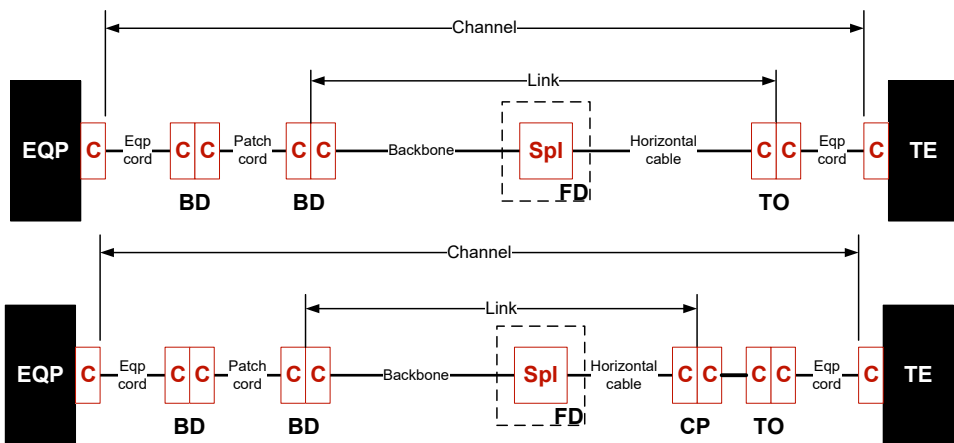 Channel
Link
EQP C Eqp cord C C Patch cord C C Backbone Spl Horizontal cable C C Eqp cord C TE
BD BD FD TO
Channel
Link
EQP C Eqp cord C C Patch cord C C Backbone Spl Horizontal cable C C C C Eqp cord C TE
BD BD FD CP TO